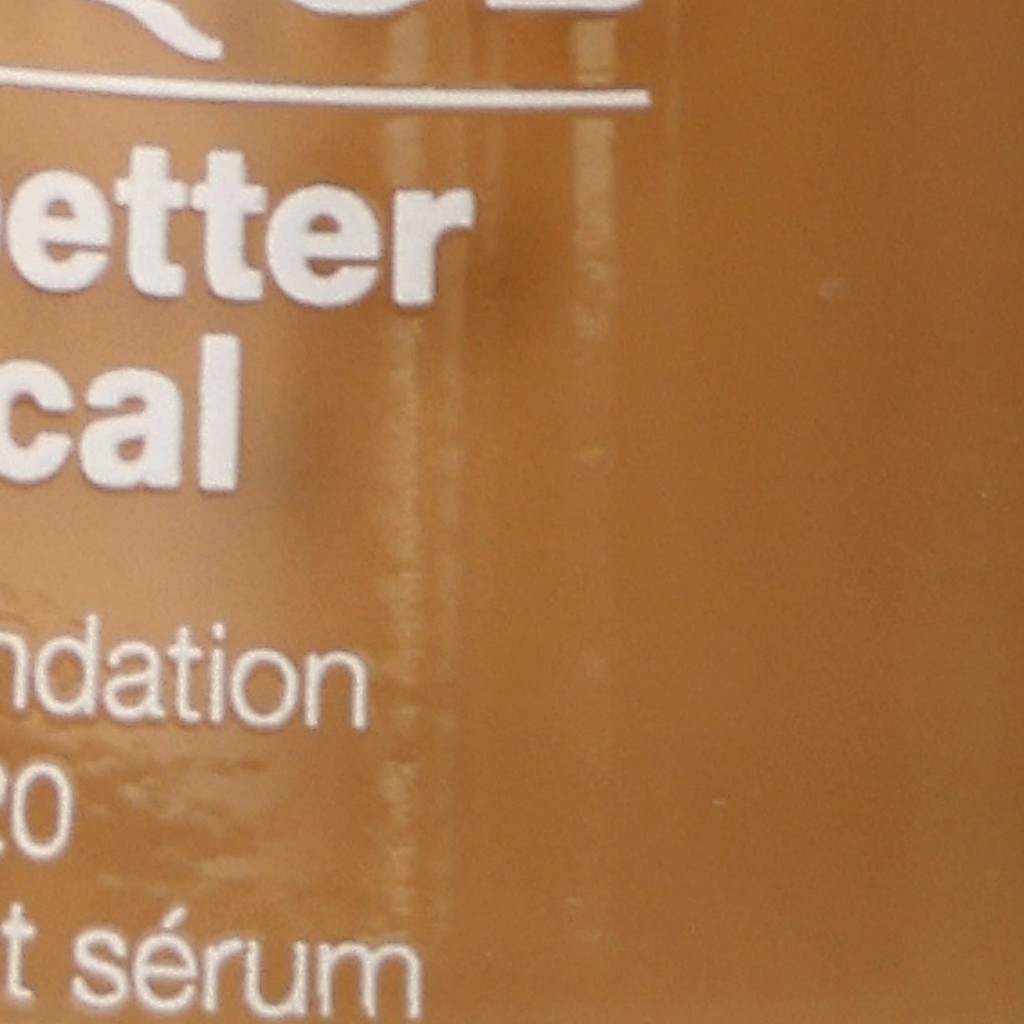 etter
cal
ndation
20
t sérum